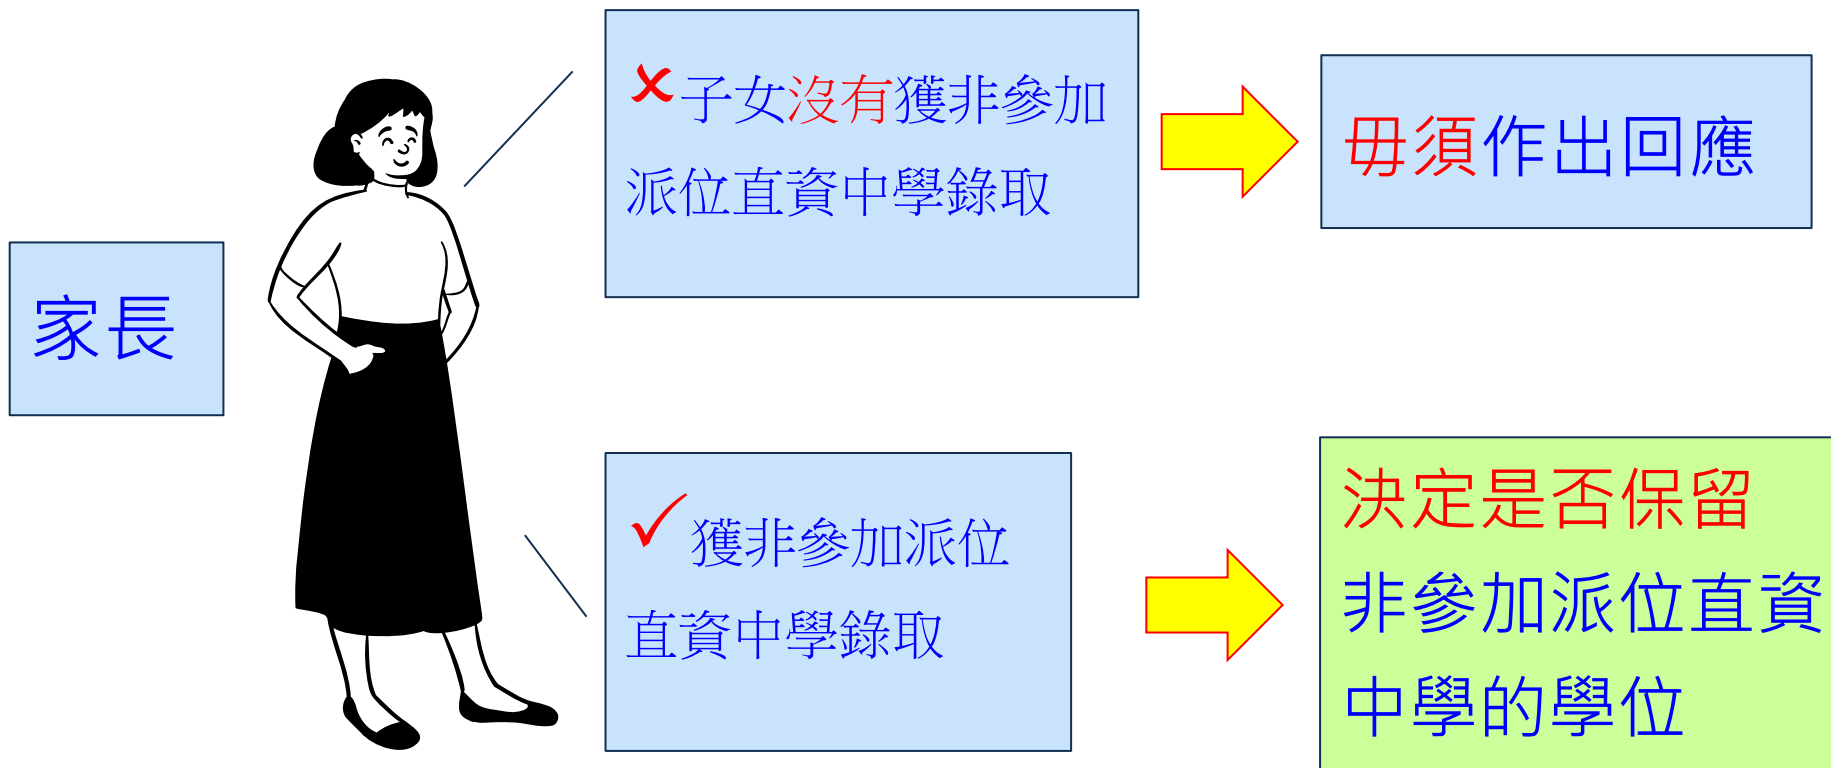 家長
✘子女沒有獲非參加
派位直資中學錄取
毋須作出回應
✓獲非參加派位
直資中學錄取
決定是否保留
非參加派位直資
中學的學位